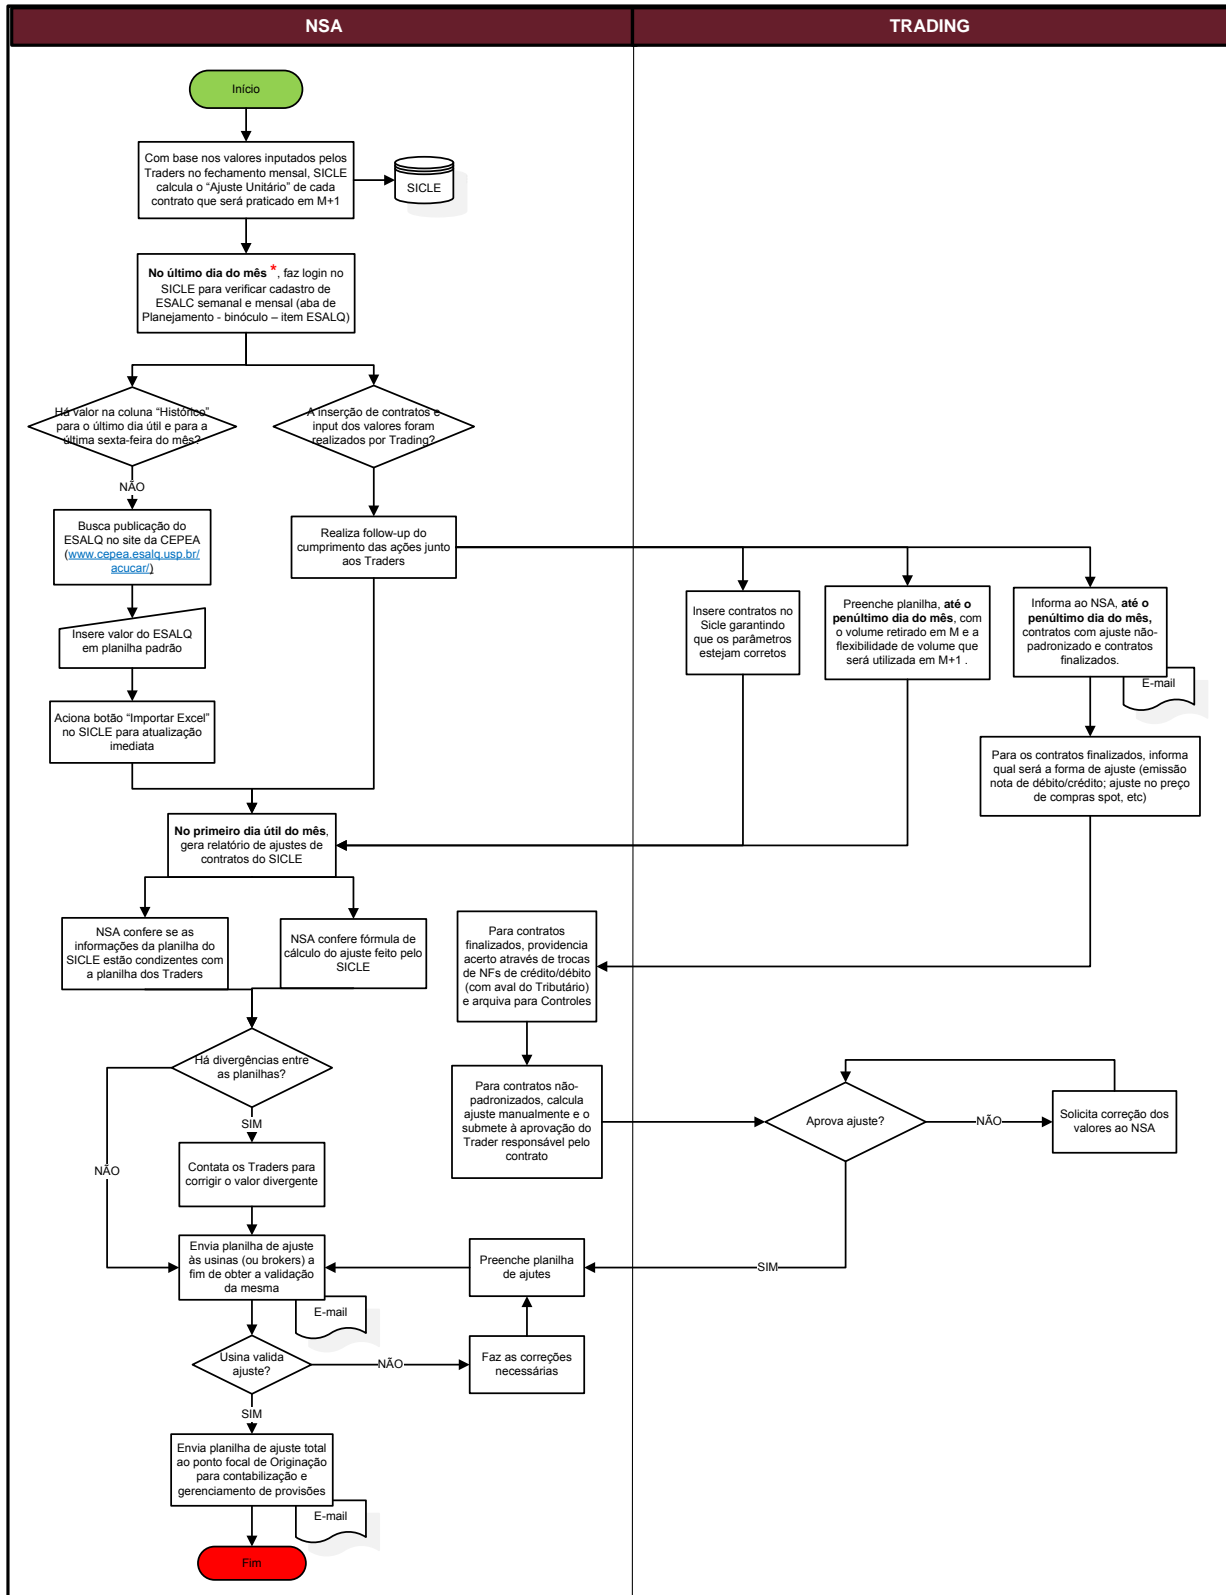 NSA
TRADING
Início
Com base nos valores inputados pelos
Traders no fechamento mensal, SICLE
calcula o “Ajuste Unitário” de cada
contrato que será praticado em M+1
SICLE
No último dia do mês *, faz login no
SICLE para verificar cadastro de
ESALC semanal e mensal (aba de
Planejamento - binóculo – item ESALQ)
Há valor na coluna “Histórico”
para o último dia útil e para a
última sexta-feira do mês?
A inserção de contratos e
input dos valores foram
realizados por Trading?
NÃO
Busca publicação do
ESALQ no site da CEPEA
(www.cepea.esalq.usp.br/
acucar/)
Realiza follow-up do
cumprimento das ações junto
aos Traders
Insere valor do ESALQ
em planilha padrão
Aciona botão “Importar Excel”
no SICLE para atualização
imediata
Insere contratos no
Sicle garantindo
que os parâmetros
estejam corretos
Preenche planilha, até o
penúltimo dia do mês, com
o volume retirado em M e a
flexibilidade de volume que
será utilizada em M+1 .
Informa ao NSA, até o
penúltimo dia do mês,
contratos com ajuste não-
padronizado e contratos
finalizados.
E-mail
Para os contratos finalizados, informa
qual será a forma de ajuste (emissão
nota de débito/crédito; ajuste no preço
de compras spot, etc)
No primeiro dia útil do mês,
gera relatório de ajustes de
contratos do SICLE
NSA confere se as
informações da planilha do
SICLE estão condizentes com
a planilha dos Traders
NSA confere fórmula de
cálculo do ajuste feito pelo
SICLE
Para contratos
finalizados, providencia
acerto através de trocas
de NFs de crédito/débito
(com aval do Tributário)
e arquiva para Controles
Há divergências entre
as planilhas?
SIM
NÃO
Para contratos não-
padronizados, calcula
ajuste manualmente e o
submete à aprovação do
Trader responsável pelo
contrato
Aprova ajuste?
NÃO
Solicita correção dos
valores ao NSA
Contata os Traders para
corrigir o valor divergente
Envia planilha de ajuste
às usinas (ou brokers) a
fim de obter a validação
da mesma
E-mail
Preenche planilha
de ajutes
SIM
Usina valida
ajuste?
NÃO
Faz as correções
necessárias
SIM
Envia planilha de ajuste total
ao ponto focal de Originação
para contabilização e
gerenciamento de provisões
E-mail
Fim